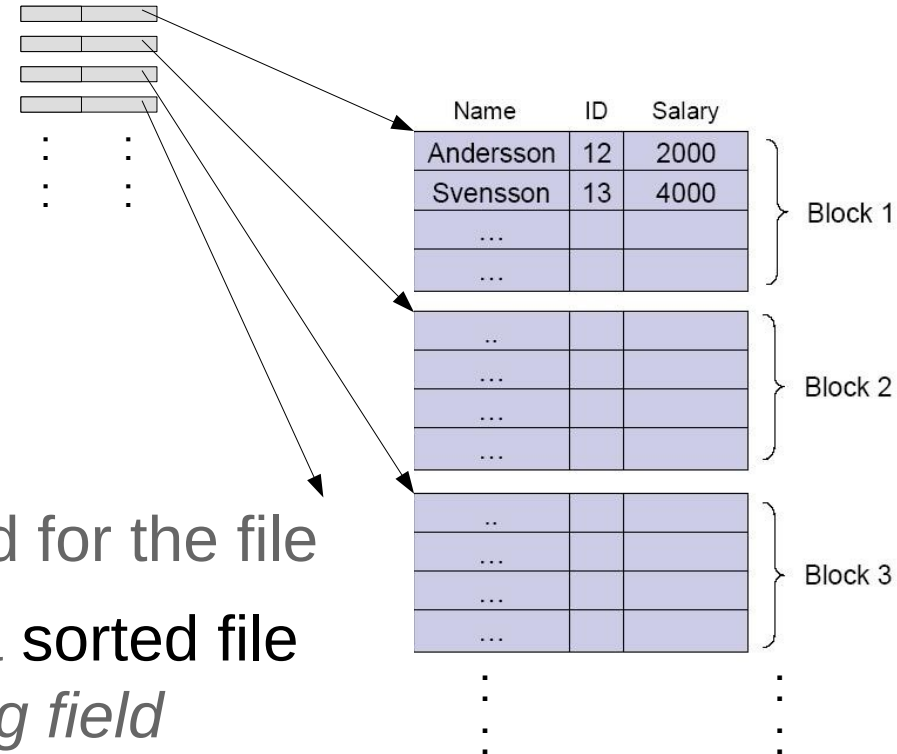 Name ID Salary
Andersson 12 2000
Svensson 13 4000
...
...
Block 1
..
...
...
...
Block 2
..
...
...
...
Block 3
for the file
sorted file
field